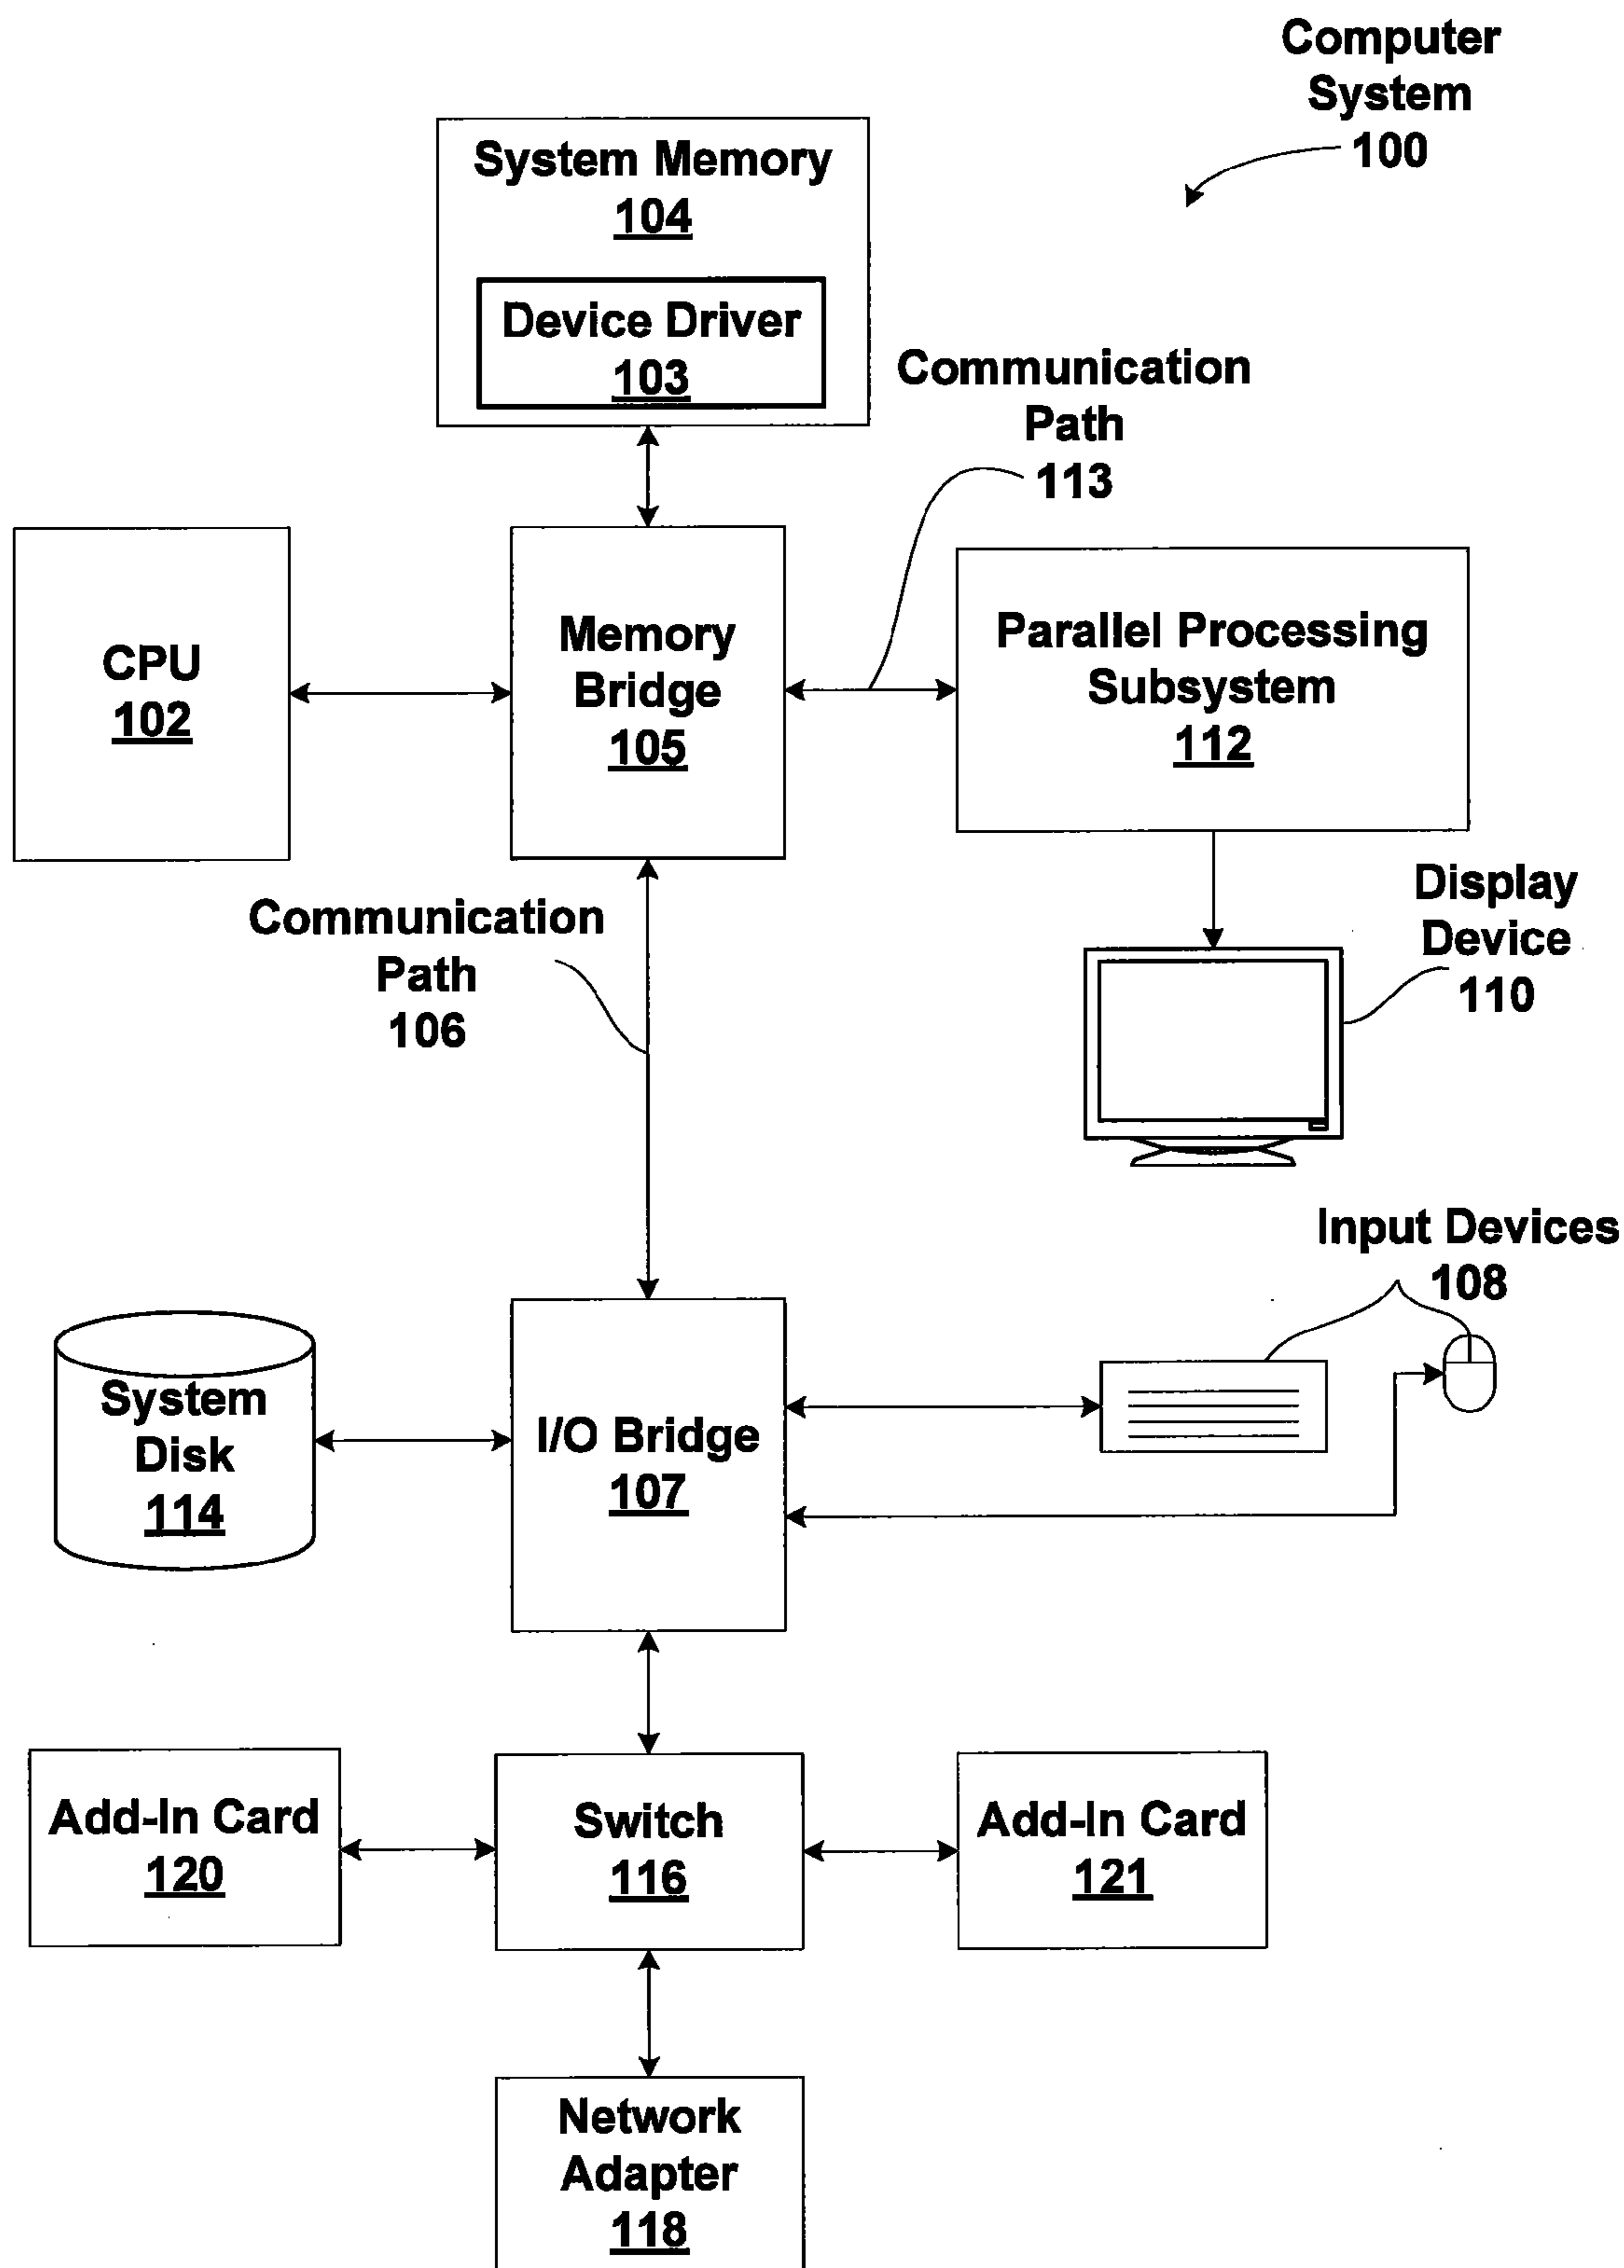 Computer
System
100
System Memory
104
Device Driver
103
Communication
Path
113
CPU
102
Memory
Bridge
105
Parallel Processing
Subsystem
112
Communication
Path
106
Display
Device
110
Input Devices
108
System
Disk
114
I/O Bridge
107
Add-In Card
120
Switch
116
Add-In Card
121
Network
Adapter
118